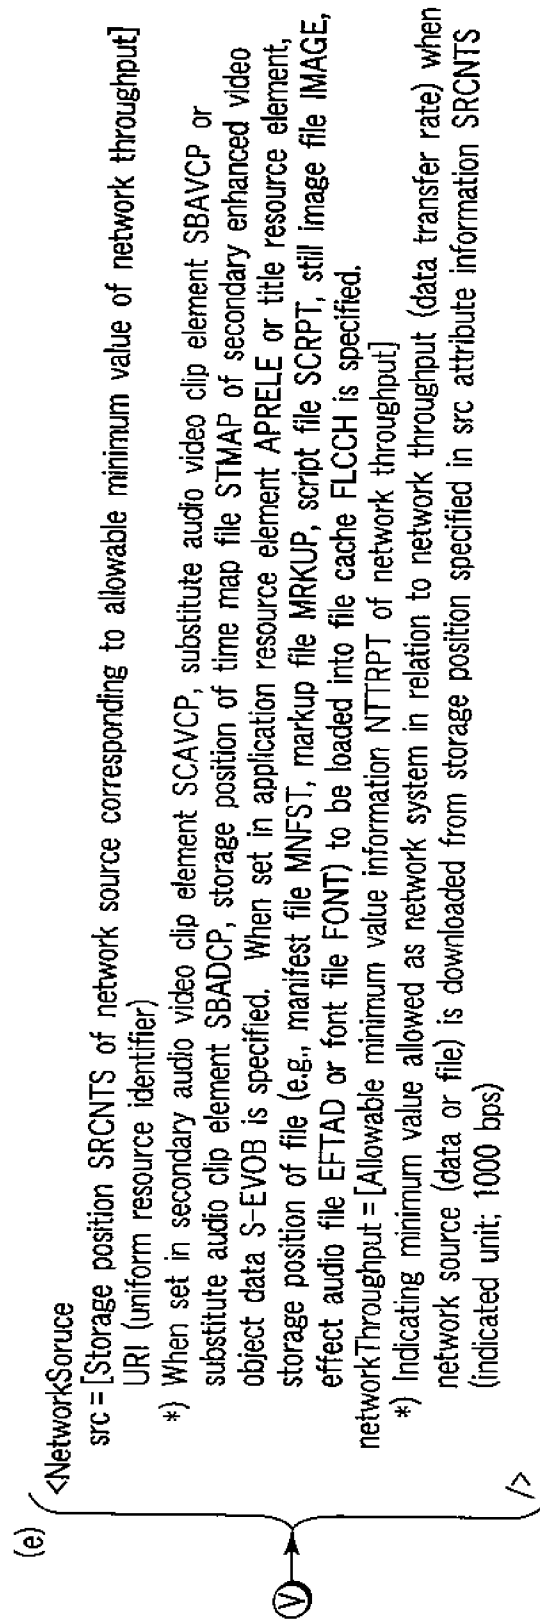 (e)
<NetworkSoruce
src = [Storage position SRCNTS of network source corresponding to allowable minimum value of network throughput]
URI (uniform resource identifier)
*) When set in secondary audio video clip element SCAVCP, substitute audio video clip element SBAVCP or
substitute audio clip element SBADCP, storage position of time map file STMAP of secondary enhanced video
object data S-EVOB is specified. When set in application resource element APRELE or title resource element,
storage position of file (e.g., manifest file MNFST, markup file MRKUP, script file SCRPT, still image file IMAGE,
effect audio file EFTAD or font file FONT) to be loaded into file cache FLCCH is specified.
networkThroughput = [Allowable minimum value information NTTRPT of network throughput]
*) Indicating minimum value allowed as network system in relation to network throughput (data transfer rate) when
network source (data or file) is downloaded from storage position specified in src attribute information SRCNTS
(indicated unit; 1000 bps)
/>
V